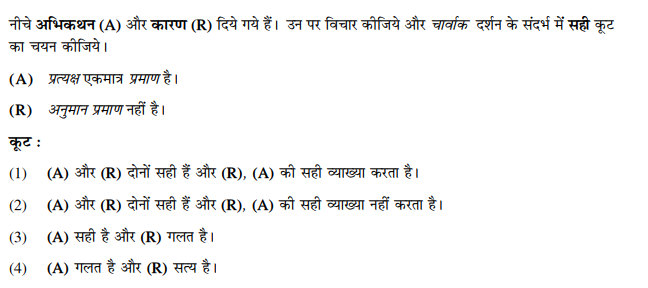 नीचे अभिकथन (A) और कारण (R) दिये गये हैं। उन पर विचार कीजिये और चार्वाक दर्शन के संदर्भ में सही कूट
का चयन कीजिये।
(A) प्रत्यक्ष एकमात्र प्रमाण है।
(R) अनुमान प्रमाण नहीं है।
कूट :
(1) (A) और (R) दोनों सही हैं और (R), (A) की सही व्याख्या करता है।
(2) (A) और (R) दोनों सही हैं और (R), (A) की सही व्याख्या नहीं करता है।
(3) (A) सही है और (R) गलत है।
(4) (A) गलत है और (R) सत्य है।